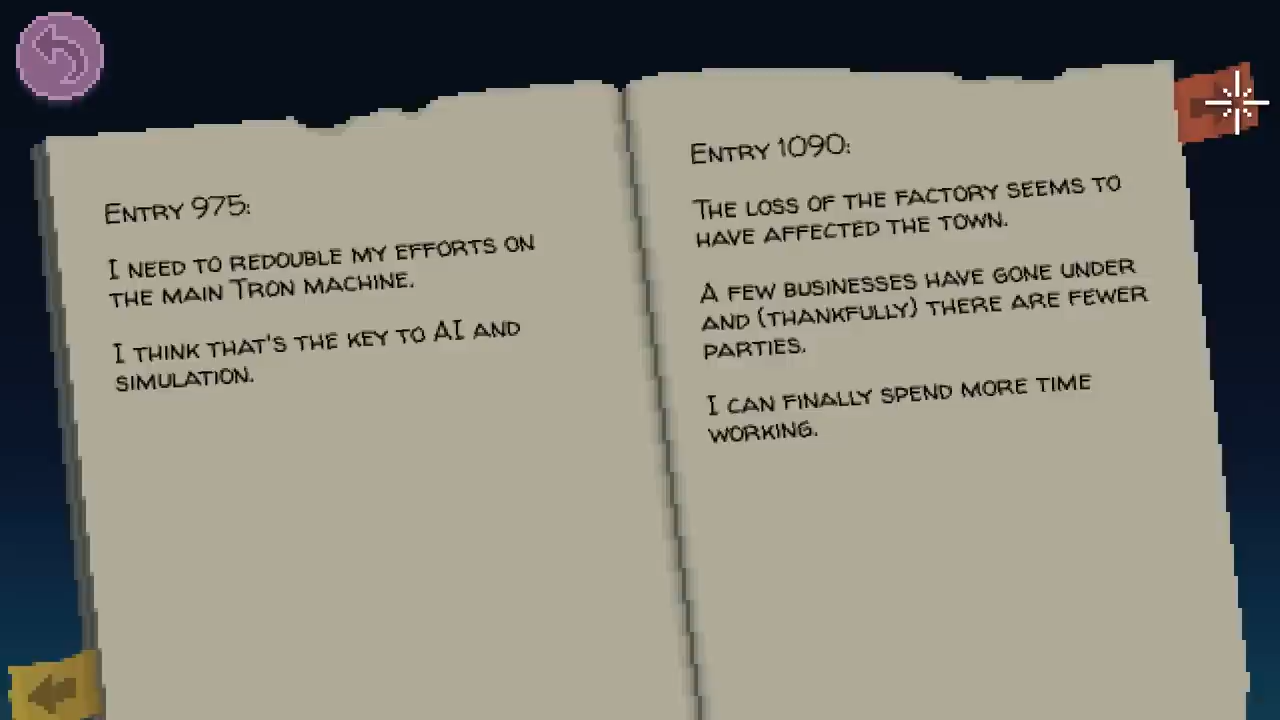 Entry 975:
I need to redouble my efforts on
the main Tron machine.
I think that's the key to AI and
simulation.
Entry 1090:
The loss of the factory seems to
have affected the town.
A few businesses have gone under
and (thankfully) there are fewer
parties.
I can finally spend more time
working.